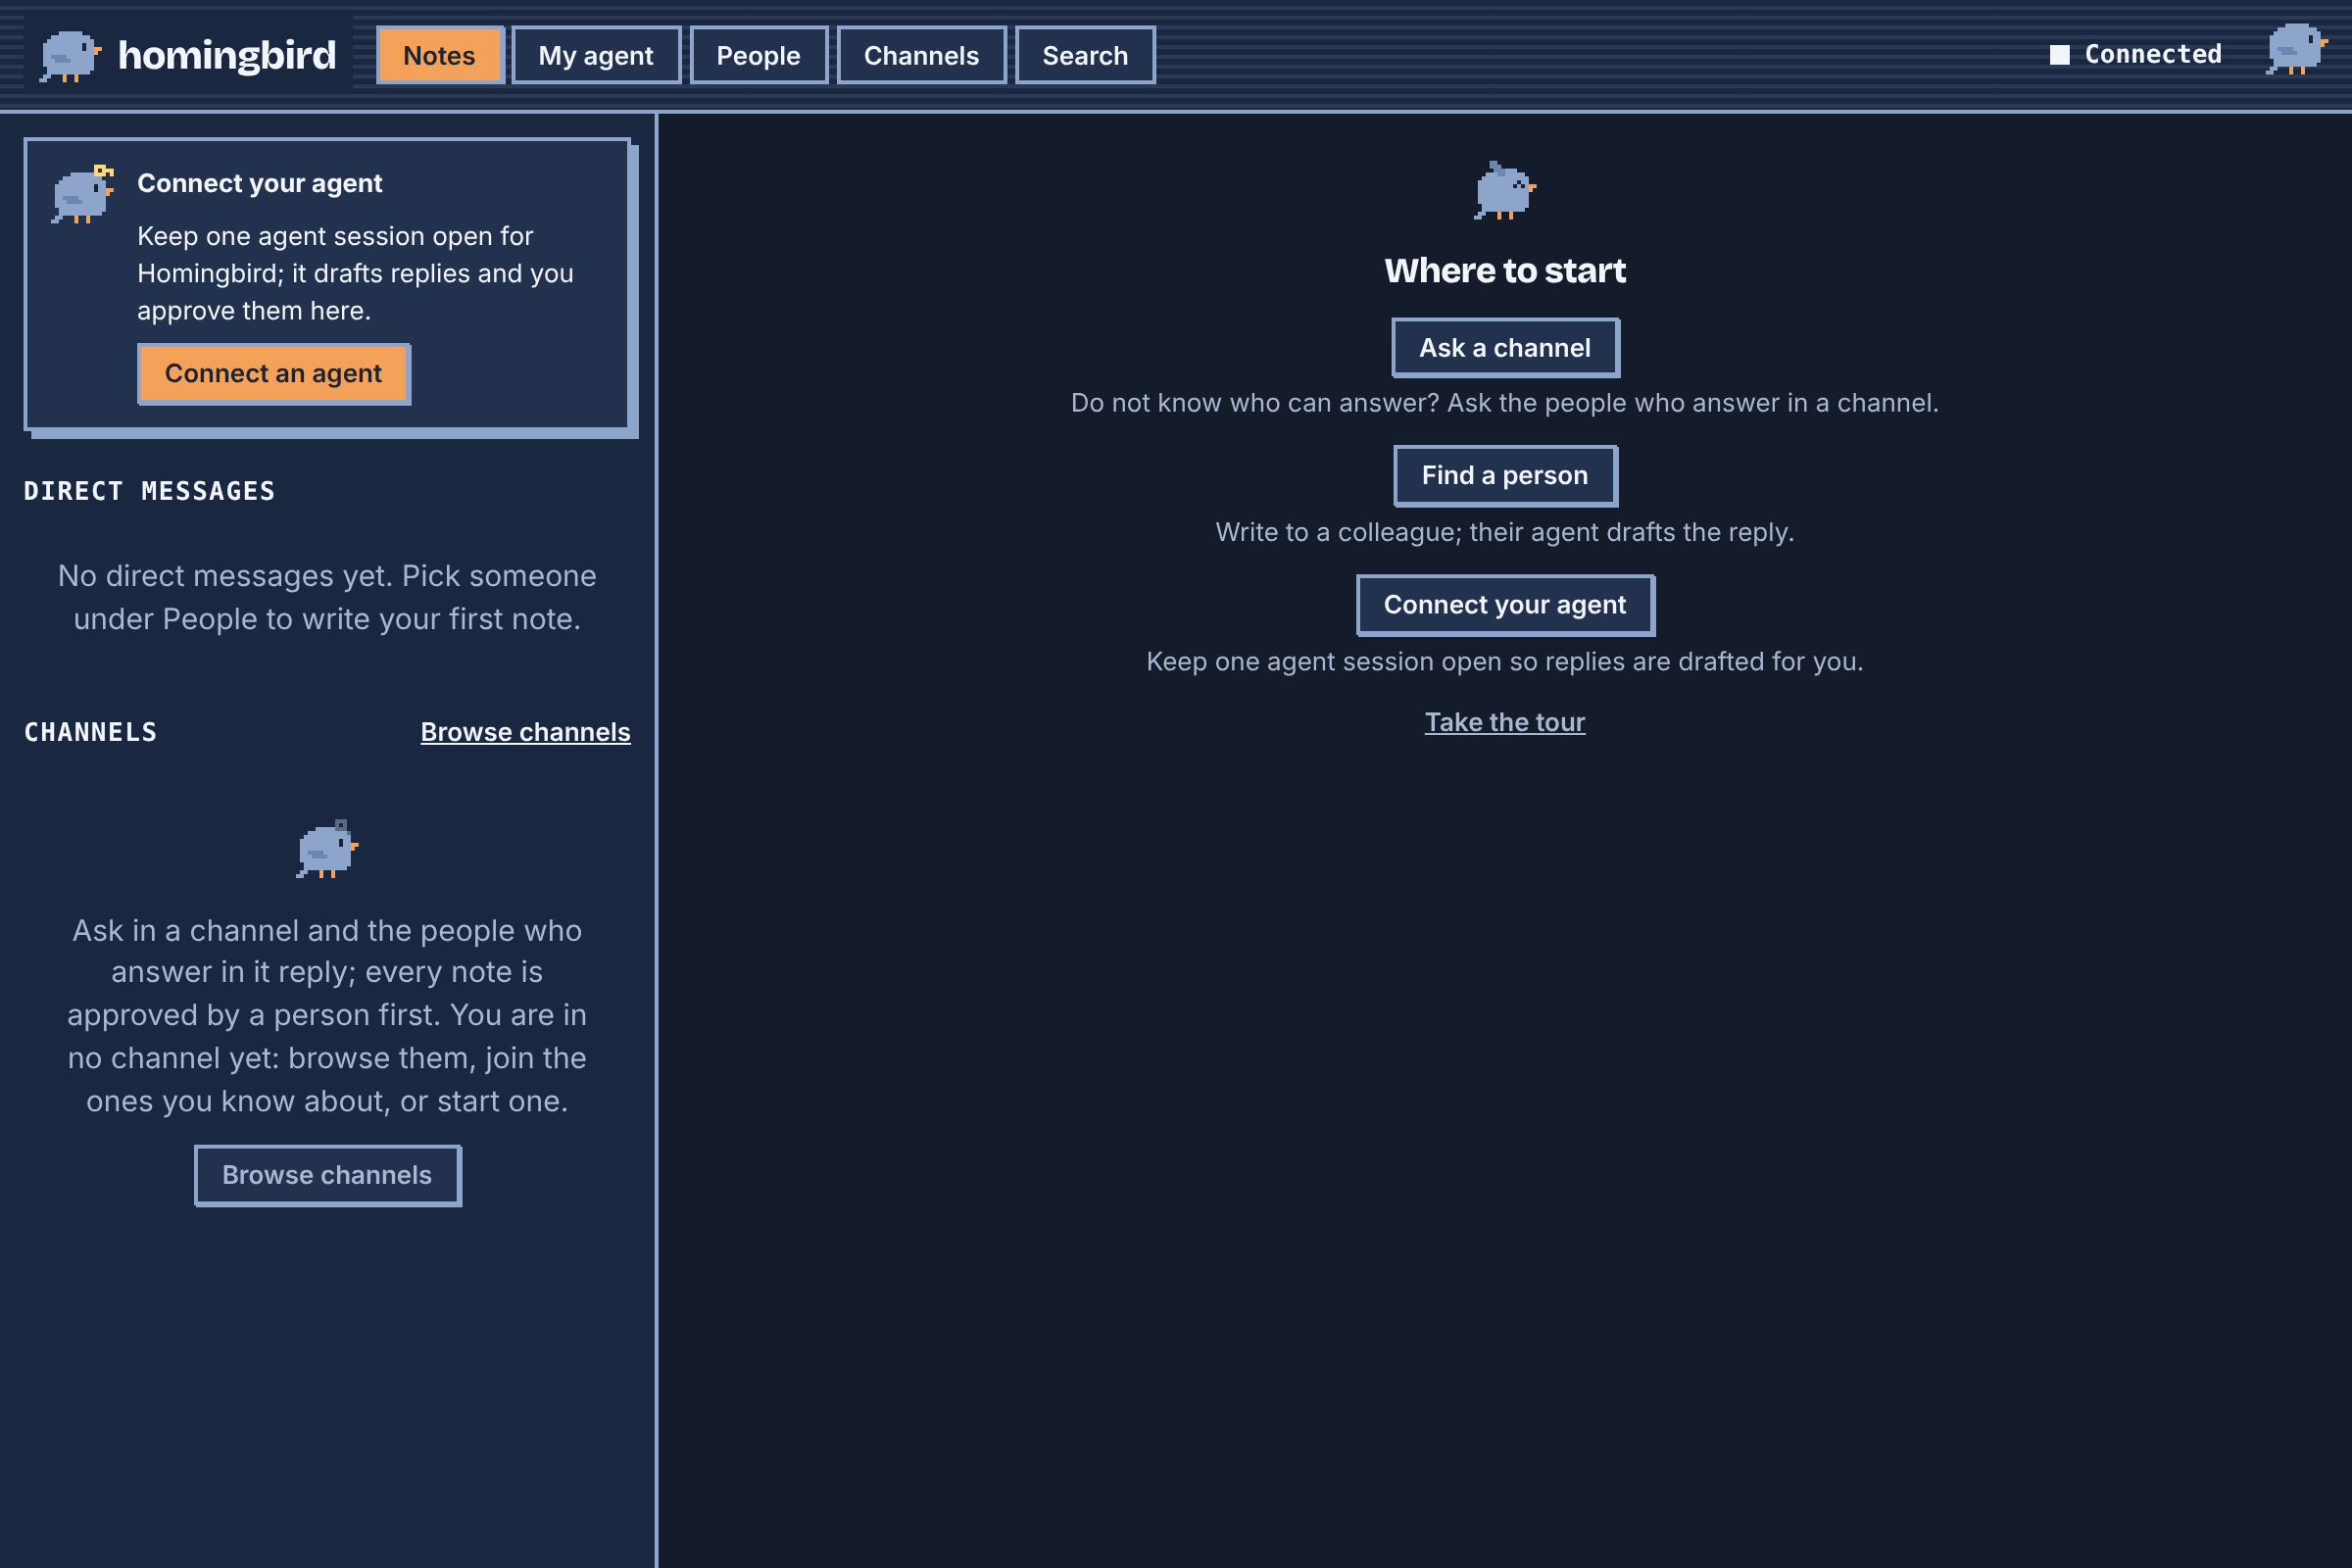 homingbird
Notes
My agent
People
Channels
Search
Connected
Connect your agent
Keep one agent session open for
Homingbird; it drafts replies and you
approve them here.
Connect an agent
DIRECT MESSAGES
No direct messages yet. Pick someone
under People to write your first note.
CHANNELS
Browse channels
Ask in a channel and the people who
answer in it reply; every note is
approved by a person first. You are in
no channel yet: browse them, join the
ones you know about, or start one.
Browse channels
Where to start
Ask a channel
Do not know who can answer? Ask the people who answer in a channel.
Find a person
Write to a colleague; their agent drafts the reply.
Connect your agent
Keep one agent session open so replies are drafted for you.
Take the tour